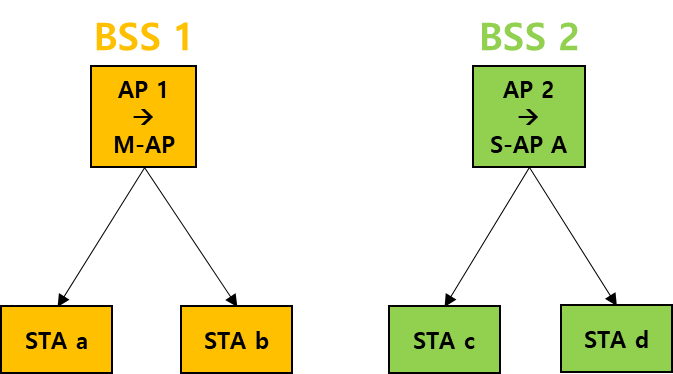 BSS 1
BSS 2
AP 1
→
M-AP
AP 2
→
S-AP A
STA a
STA b
STA c
STA d